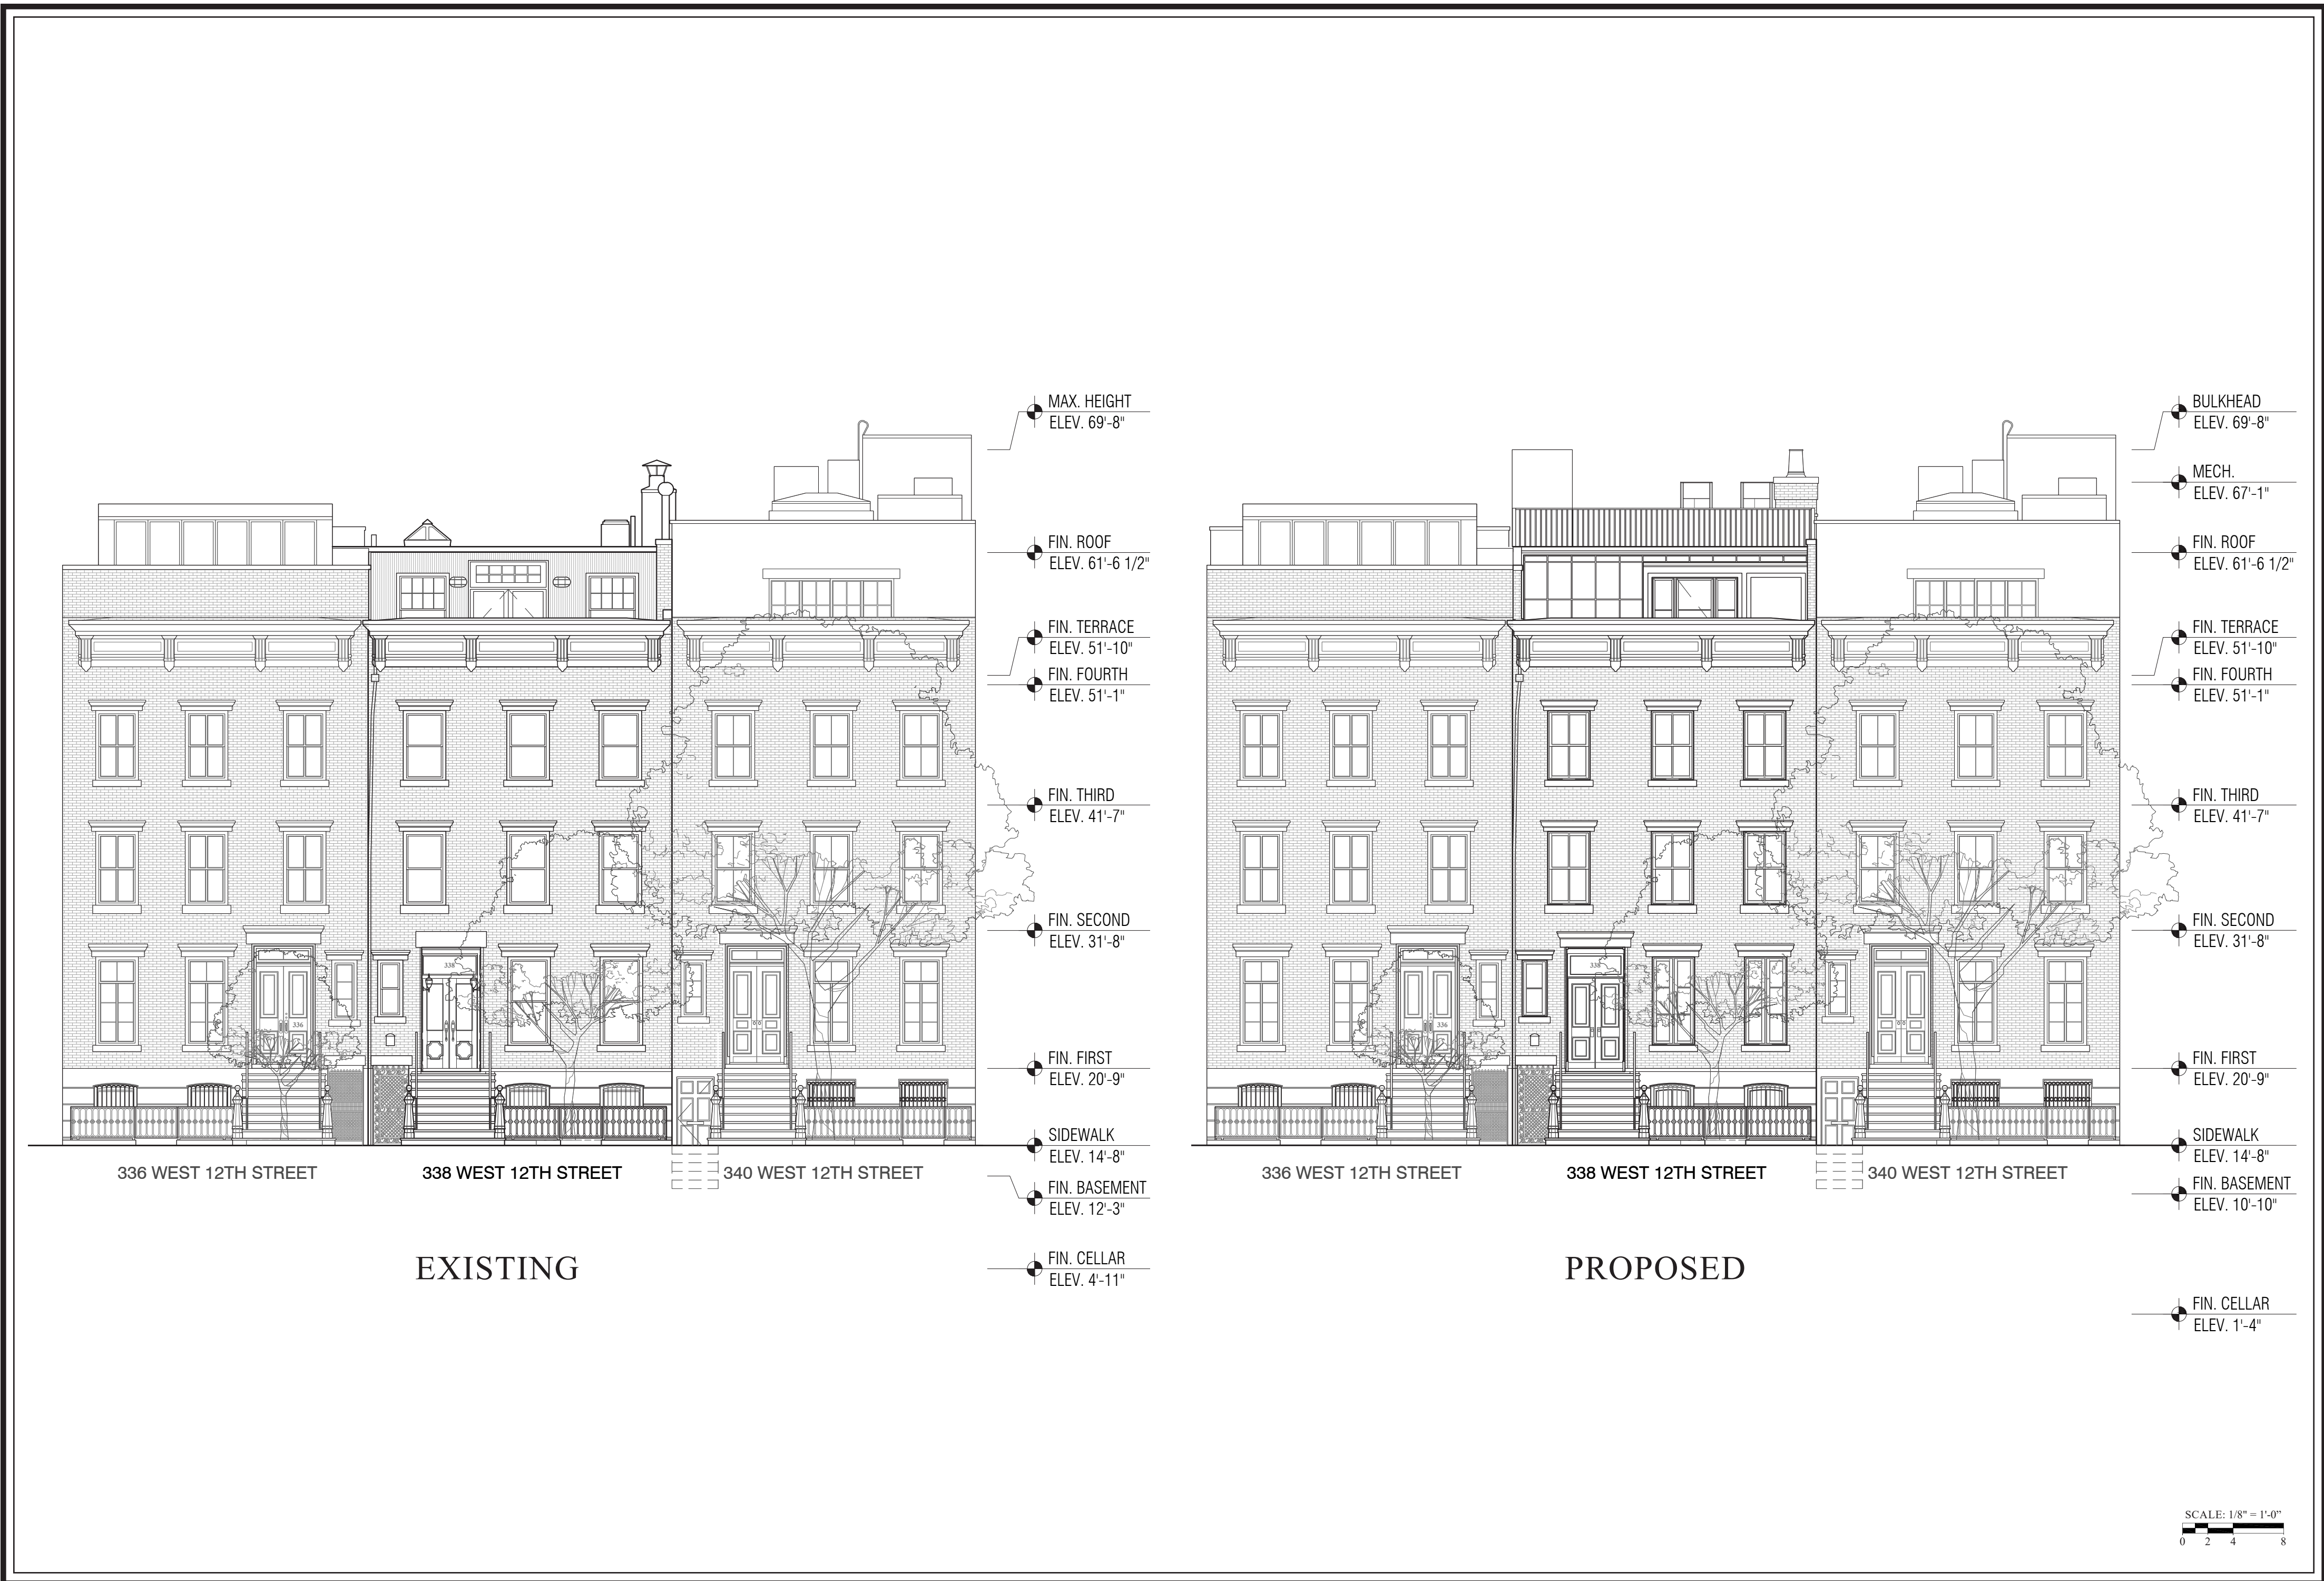 MAX. HEIGHT
ELEV. 69'-8"
FIN. ROOF
ELEV. 61'-6 1/2"
FIN. TERRACE
ELEV. 51'-10"
FIN. FOURTH
ELEV. 51'-1"
FIN. THIRD
ELEV. 41'-7"
FIN. SECOND
ELEV. 31'-8"
FIN. FIRST
ELEV. 20'-9"
SIDEWALK
ELEV. 14'-8"
FIN. BASEMENT
ELEV. 12'-3"
FIN. CELLAR
ELEV. 4'-11"
338
336
336 WEST 12TH STREET
338 WEST 12TH STREET
340 WEST 12TH STREET
EXISTING
BULKHEAD
ELEV. 69'-8"
MECH.
ELEV. 67'-1"
FIN. ROOF
ELEV. 61'-6 1/2"
FIN. TERRACE
ELEV. 51'-10"
FIN. FOURTH
ELEV. 51'-1"
FIN. THIRD
ELEV. 41'-7"
FIN. SECOND
ELEV. 31'-8"
FIN. FIRST
ELEV. 20'-9"
SIDEWALK
ELEV. 14'-8"
FIN. BASEMENT
ELEV. 10'-10"
FIN. CELLAR
ELEV. 1'-4"
338
336
336 WEST 12TH STREET
338 WEST 12TH STREET
340 WEST 12TH STREET
PROPOSED
SCALE: 1/8" = 1'-0"
0 2 4 8